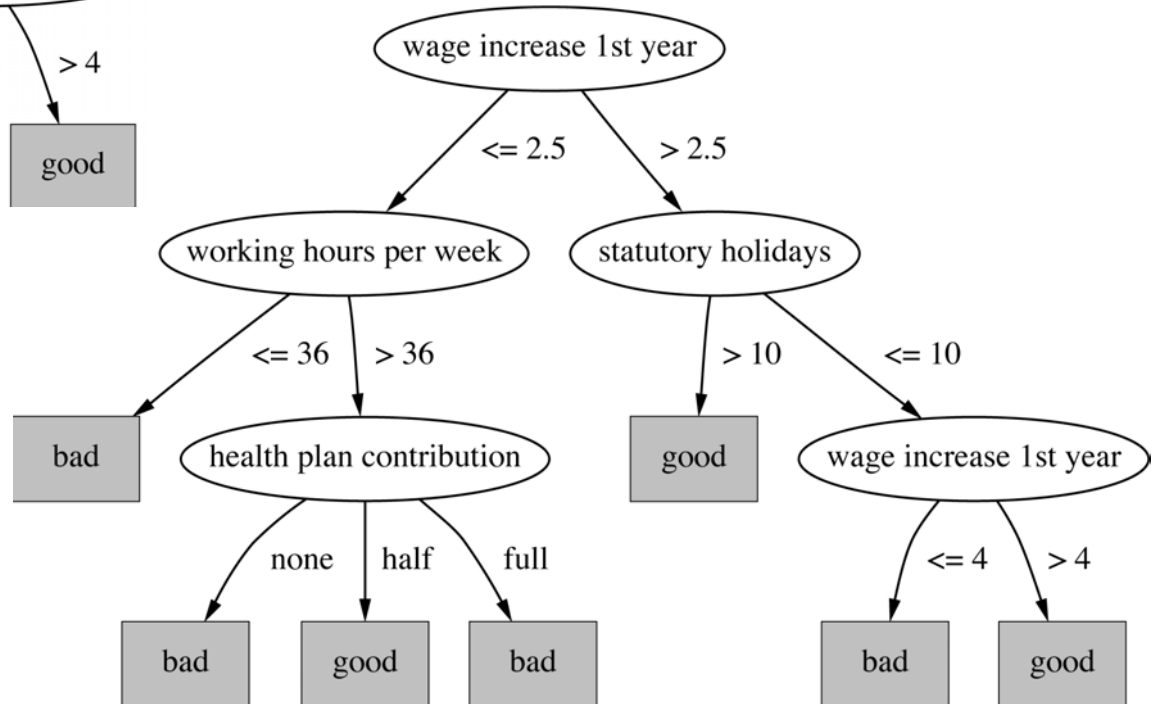 > 4
good
wage increase 1st year
<= 2.5
> 2.5
working hours per week
statutory holidays
<= 36
> 36
> 10
<= 10
bad
health plan contribution
good
wage increase 1st year
none
half
full
<= 4
> 4
bad
good
bad
bad
good